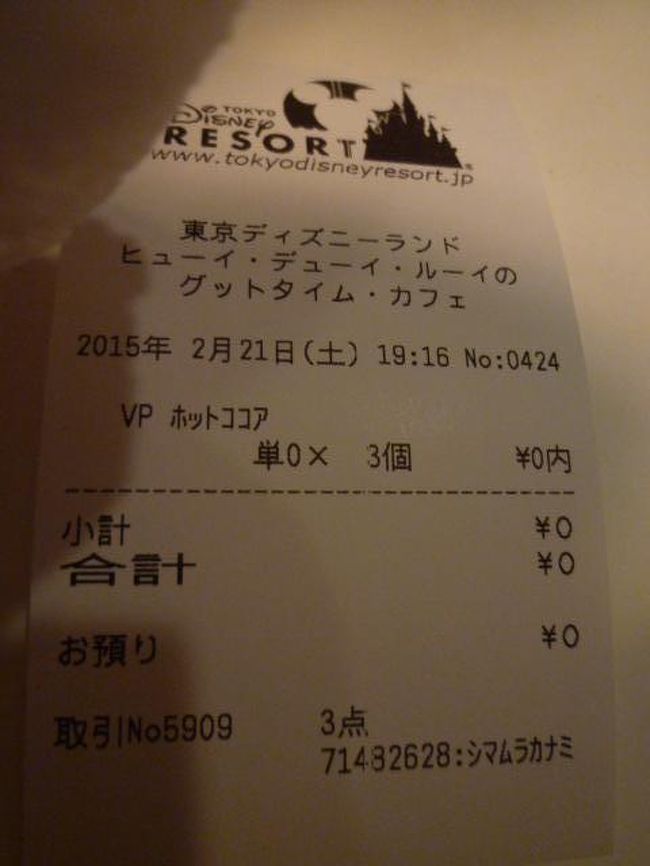 TOKYO
Disney
RESORT®
www.tokyodisneyresort.jp
東京ディズニーランド
ヒューイ・デューイ・ルーイの
グットタイム・カフェ
2015年 2月21日(土) 19:16 No:0424
VP ホットココア
単0× 3個 ¥0内
小計 ¥0
合計 ¥0
お預り ¥0
取引No5909 3点
71482628:シマムラカナミ